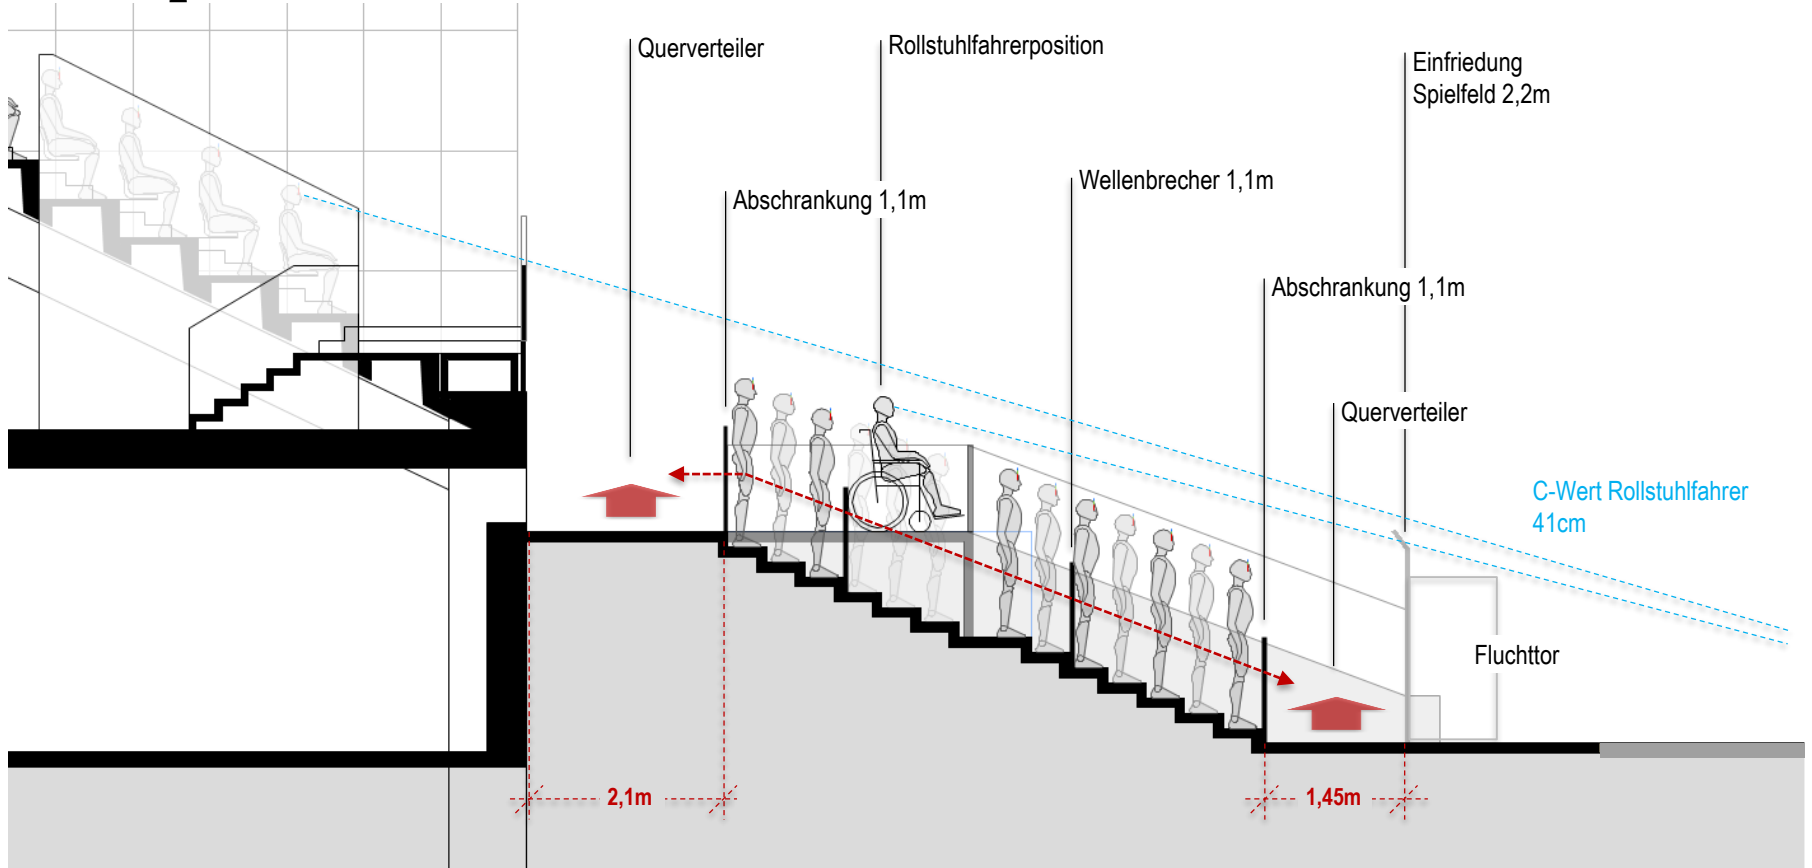 Querverteiler
Rollstuhlfahrerposition
Einfriedung
Spielfeld 2,2m
Abschrankung 1,1m
Wellenbrecher 1,1m
Abschrankung 1,1m
Querverteiler
C-Wert Rollstuhlfahrer
41cm
Fluchttor
2,1m
1,45m